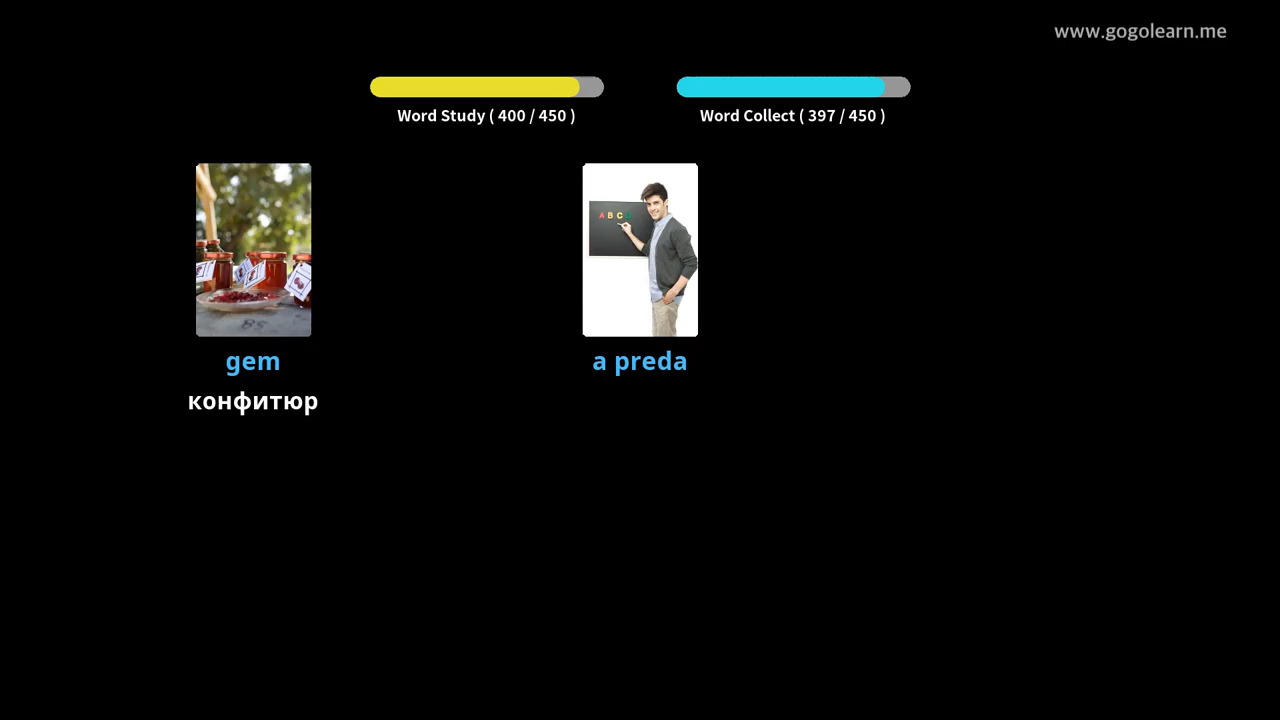 www.gogolearn.me
Word Study ( 400 / 450 )
Word Collect ( 397 / 450 )
A B C D
gem
a preda
конфитюр